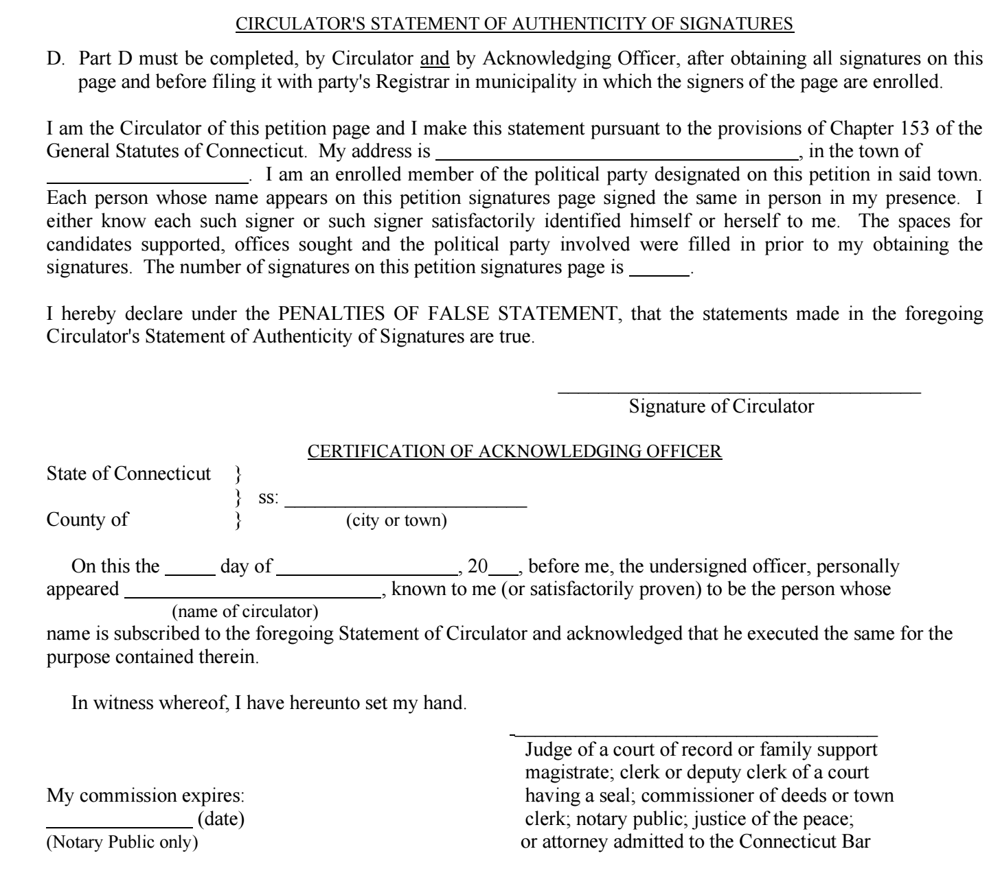 CIRCULATOR'S STATEMENT OF AUTHENTICITY OF SIGNATURES
D. Part D must be completed, by Circulator and by Acknowledging Officer, after obtaining all signatures on this
page and before filing it with party's Registrar in municipality in which the signers of the page are enrolled.
I am the Circulator of this petition page and I make this statement pursuant to the provisions of Chapter 153 of the
General Statutes of Connecticut. My address is ____________________________________, in the town of
____________________. I am an enrolled member of the political party designated on this petition in said town.
Each person whose name appears on this petition signatures page signed the same in person in my presence. I
either know each such signer or such signer satisfactorily identified himself or herself to me. The spaces for
candidates supported, offices sought and the political party involved were filled in prior to my obtaining the
signatures. The number of signatures on this petition signatures page is ______.
I hereby declare under the PENALTIES OF FALSE STATEMENT, that the statements made in the foregoing
Circulator's Statement of Authenticity of Signatures are true.
____________________________________
Signature of Circulator
CERTIFICATION OF ACKNOWLEDGING OFFICER
State of Connecticut }
} ss: ________________________
County of } (city or town)
On this the _____ day of __________________, 20___, before me, the undersigned officer, personally
appeared _________________________, known to me (or satisfactorily proven) to be the person whose
(name of circulator)
name is subscribed to the foregoing Statement of Circulator and acknowledged that he executed the same for the
purpose contained therein.
In witness whereof, I have hereunto set my hand.
____________________________________
Judge of a court of record or family support
magistrate; clerk or deputy clerk of a court
My commission expires: having a seal; commissioner of deeds or town
_______________ (date) clerk; notary public; justice of the peace;
(Notary Public only) or attorney admitted to the Connecticut Bar